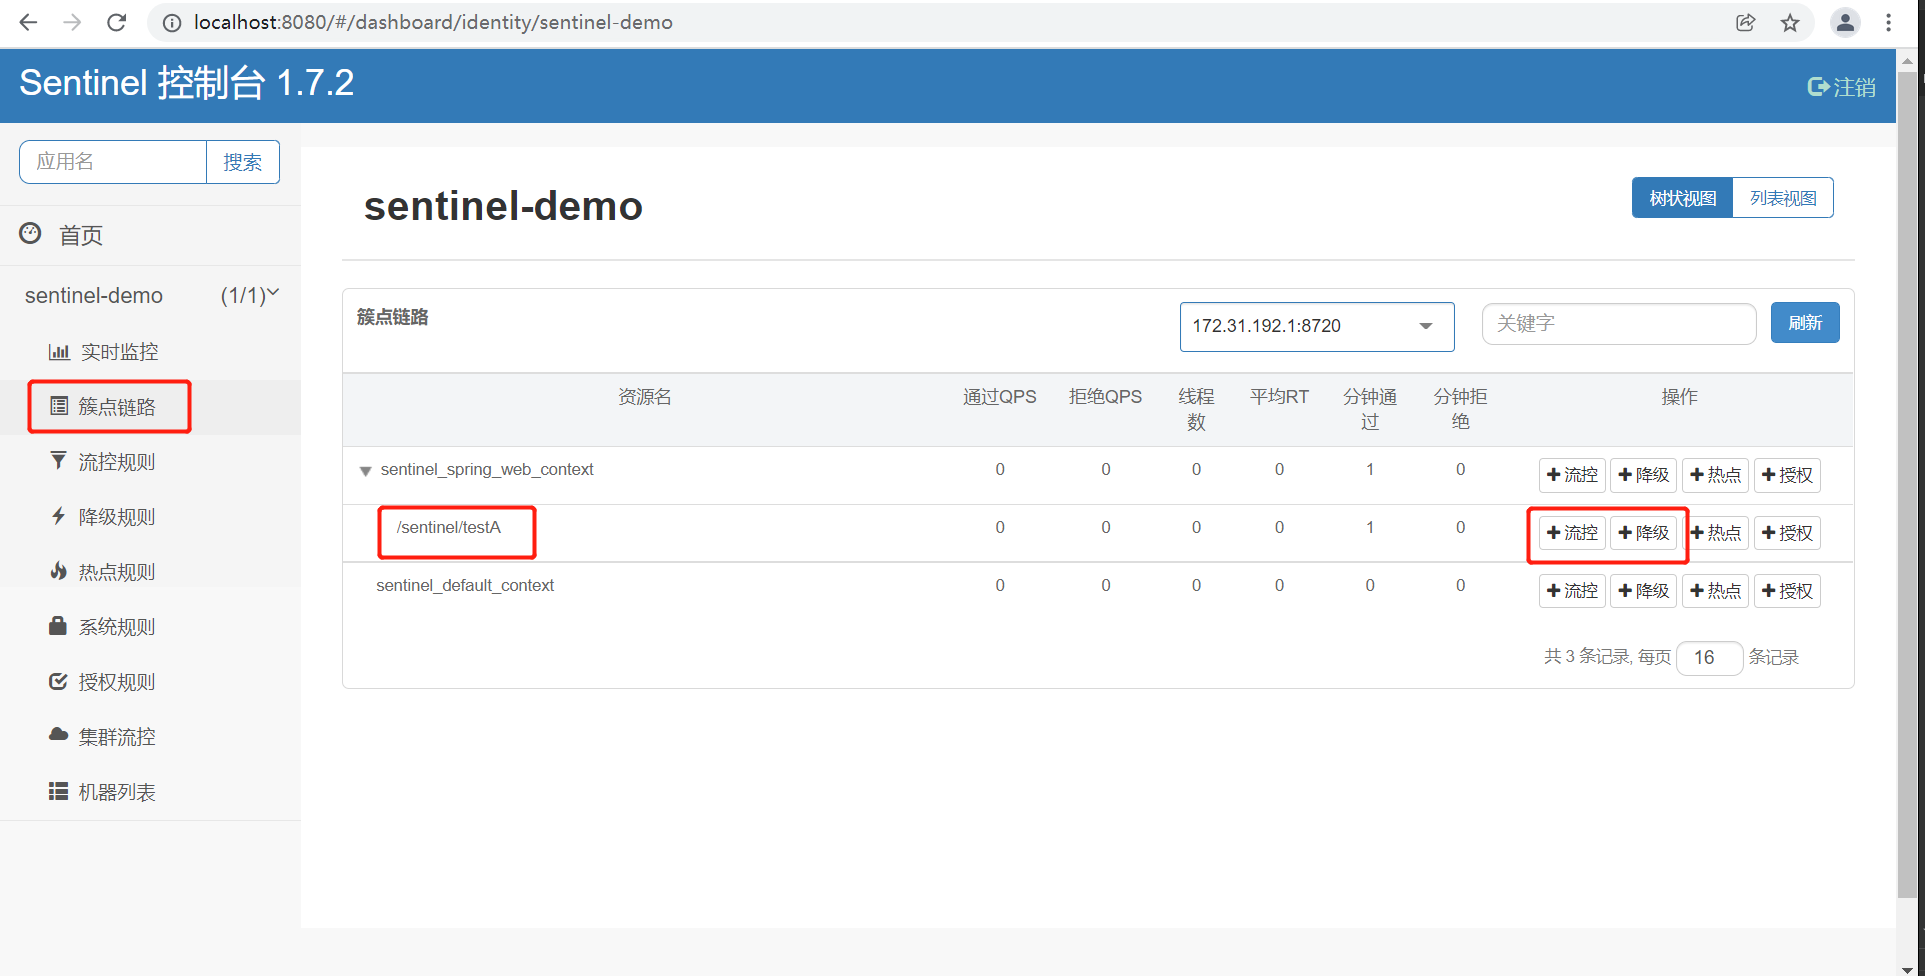 localhost:8080/#/dashboard/identity/sentinel-demo
Sentinel 控制台 1.7.2
注销
应用名
搜索
首页
sentinel-demo (1/1)
实时监控
簇点链路
流控规则
降级规则
热点规则
系统规则
授权规则
集群流控
机器列表
sentinel-demo
树状视图 列表视图
簇点链路
172.31.192.1:8720
关键字
刷新
资源名 通过QPS 拒绝QPS 线程数 平均RT 分钟通过 分钟拒绝 操作
sentinel_spring_web_context 0 0 0 0 1 0 流控 降级 热点 授权
/sentinel/testA 0 0 0 0 1 0 流控 降级 热点 授权
sentinel_default_context 0 0 0 0 0 0 流控 降级 热点 授权
共 3 条记录, 每页 16 条记录